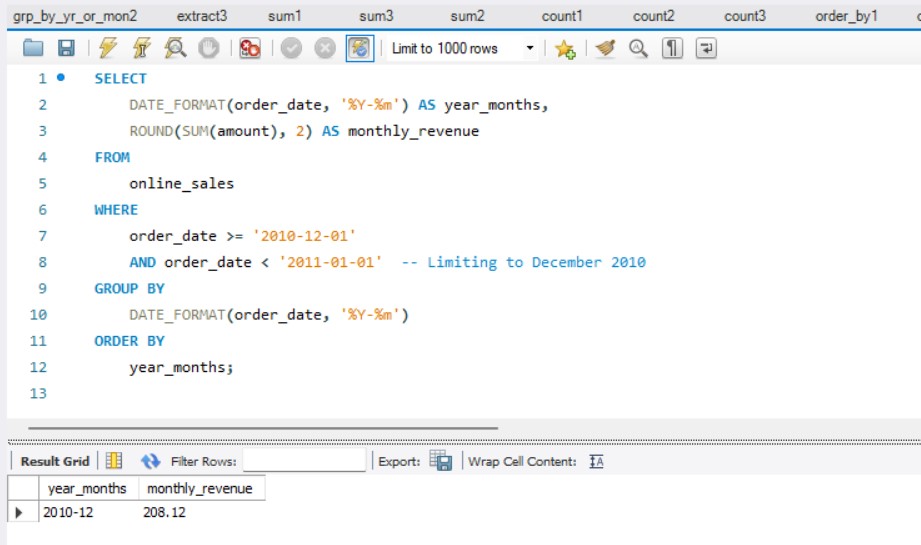 grp_by_yr_or_mon2 extract3 sum1 sum3 sum2 count1 count2 count3 order_by1
Limit to 1000 rows
1 SELECT
2 DATE_FORMAT(order_date, '%Y-%m') AS year_months,
3 ROUND(SUM(amount), 2) AS monthly_revenue
4 FROM
5 online_sales
6 WHERE
7 order_date >= '2010-12-01'
8 AND order_date < '2011-01-01' -- Limiting to December 2010
9 GROUP BY
10 DATE_FORMAT(order_date, '%Y-%m')
11 ORDER BY
12 year_months;
13
Result Grid Filter Rows: Export: Wrap Cell Content:
year_months monthly_revenue
2010-12 208.12